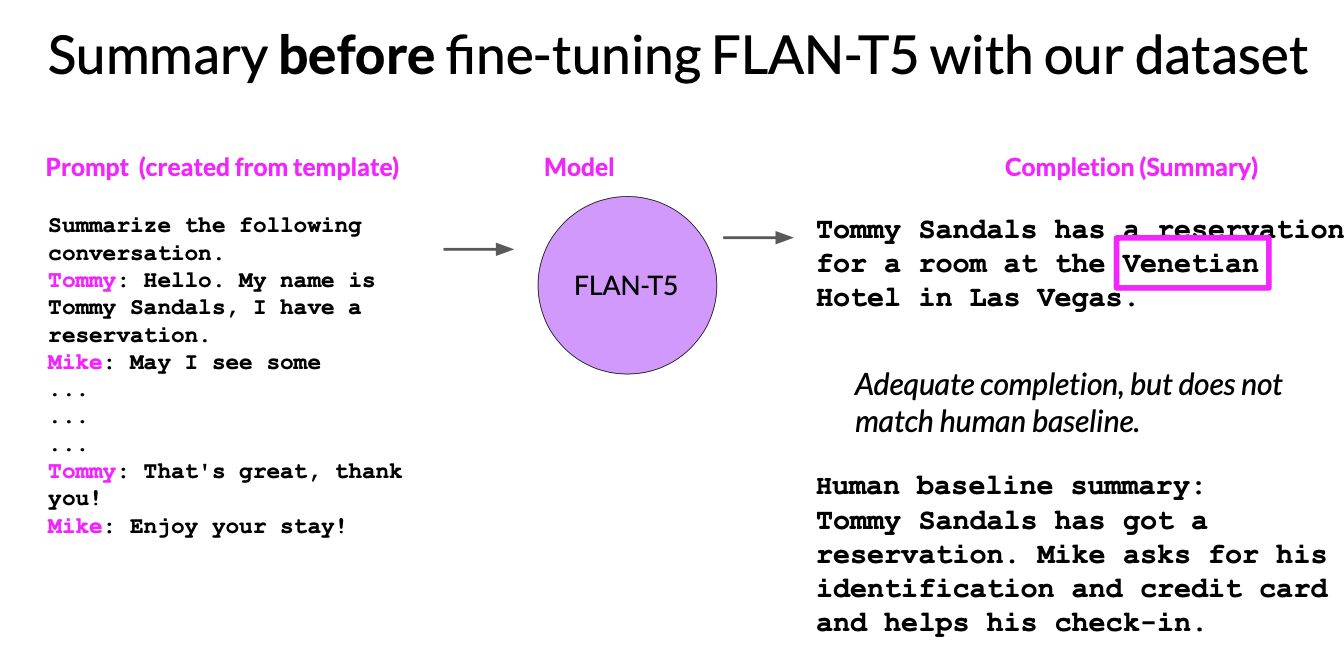 Summary before fine-tuning FLAN-T5 with our dataset
Prompt (created from template)
Summarize the following
conversation.
Tommy: Hello. My name is
Tommy Sandals, I have a
reservation.
Mike: May I see some
...
...
...
Tommy: That's great, thank
you!
Mike: Enjoy your stay!
Model
FLAN-T5
Completion (Summary)
Tommy Sandals has a reservation
for a room at the Venetian
Hotel in Las Vegas.
Adequate completion, but does not
match human baseline.
Human baseline summary:
Tommy Sandals has got a
reservation. Mike asks for his
identification and credit card
and helps his check-in.